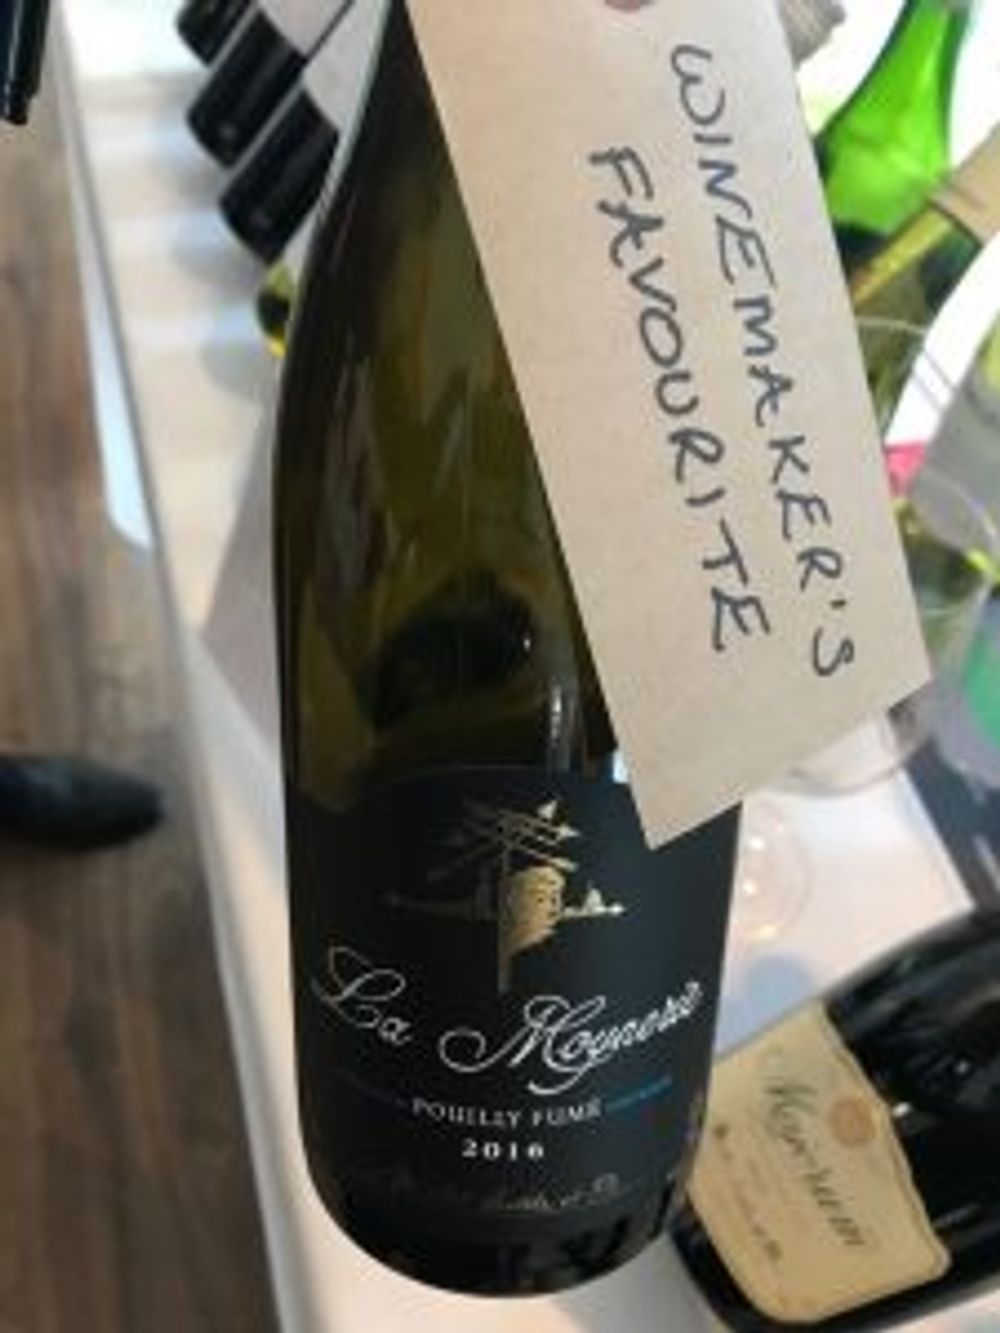 WINEMAKER'S
FAVOURITE
La Moynerie
POUILLY FUMÉ
2016